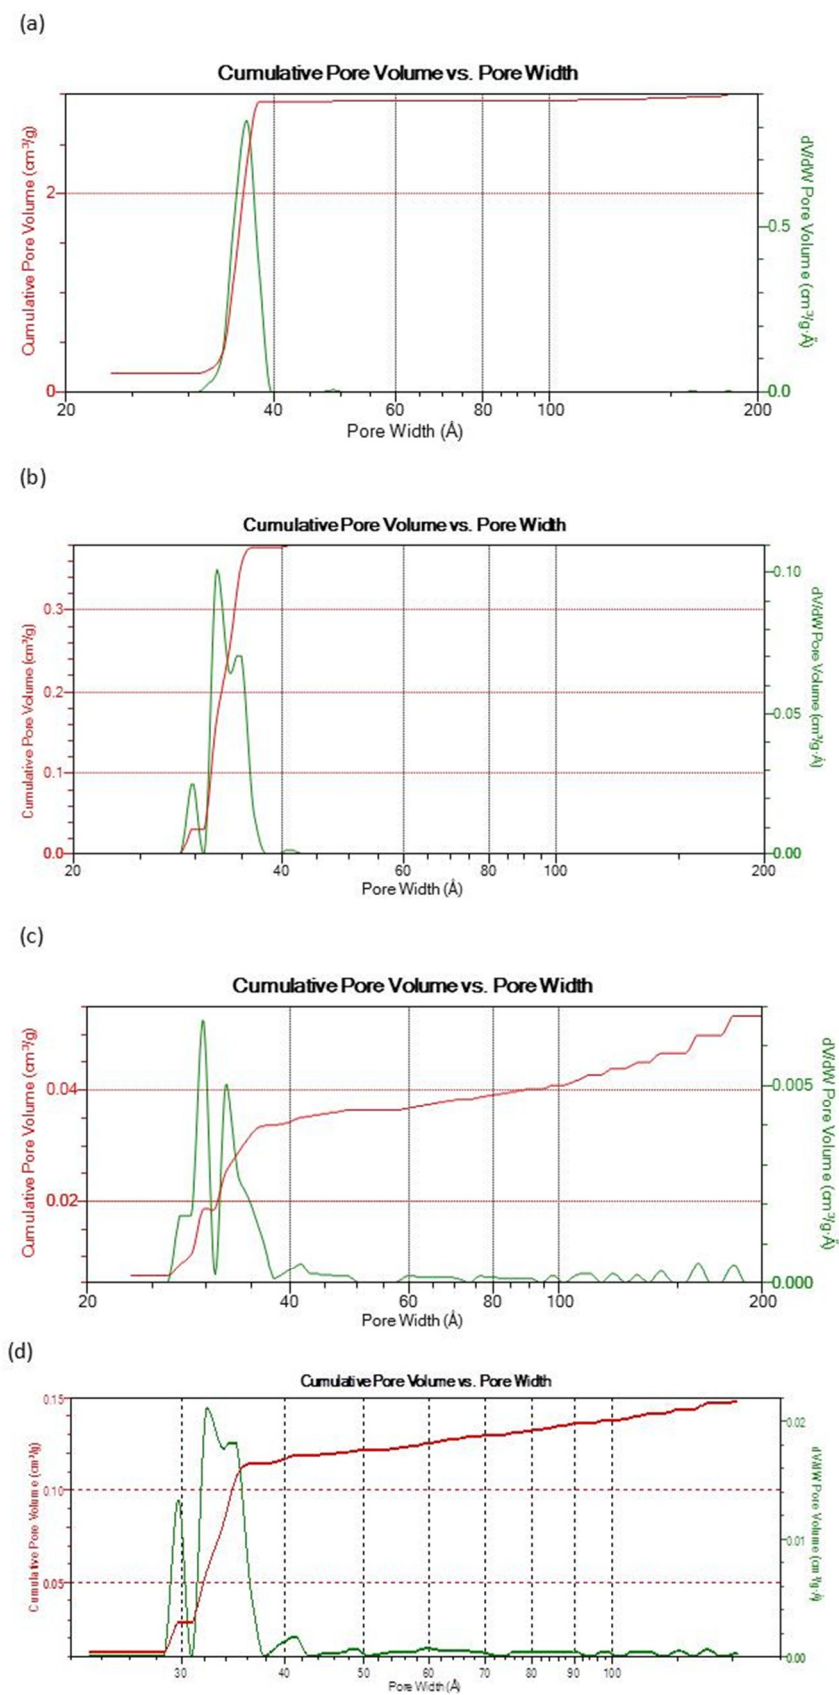 (a)
Cumulative Pore Volume vs. Pore Width
Cumulative Pore Volume (cm³/g)
2
0
0.5
0.0
dV/dW Pore Volume (cm³/g·Å)
20 40 60 80 100 200
Pore Width (Å)
(b)
Cumulative Pore Volume vs. Pore Width
Cumulative Pore Volume (cm³/g)
0.3
0.2
0.1
0.0
0.10
0.05
0.00
dV/dW Pore Volume (cm³/g·Å)
20 40 60 80 100 200
Pore Width (Å)
(c)
Cumulative Pore Volume vs. Pore Width
Cumulative Pore Volume (cm³/g)
0.04
0.02
0.005
0.000
dV/dW Pore Volume (cm³/g·Å)
20 40 60 80 100 200
Pore Width (Å)
(d)
Cumulative Pore Volume vs. Pore Width
Cumulative Pore Volume (cm³/g)
0.15
0.10
0.05
0.02
0.01
0.00
dV/dW Pore Volume (cm³/g·Å)
30 40 50 60 70 80 90 100
Pore Width (Å)